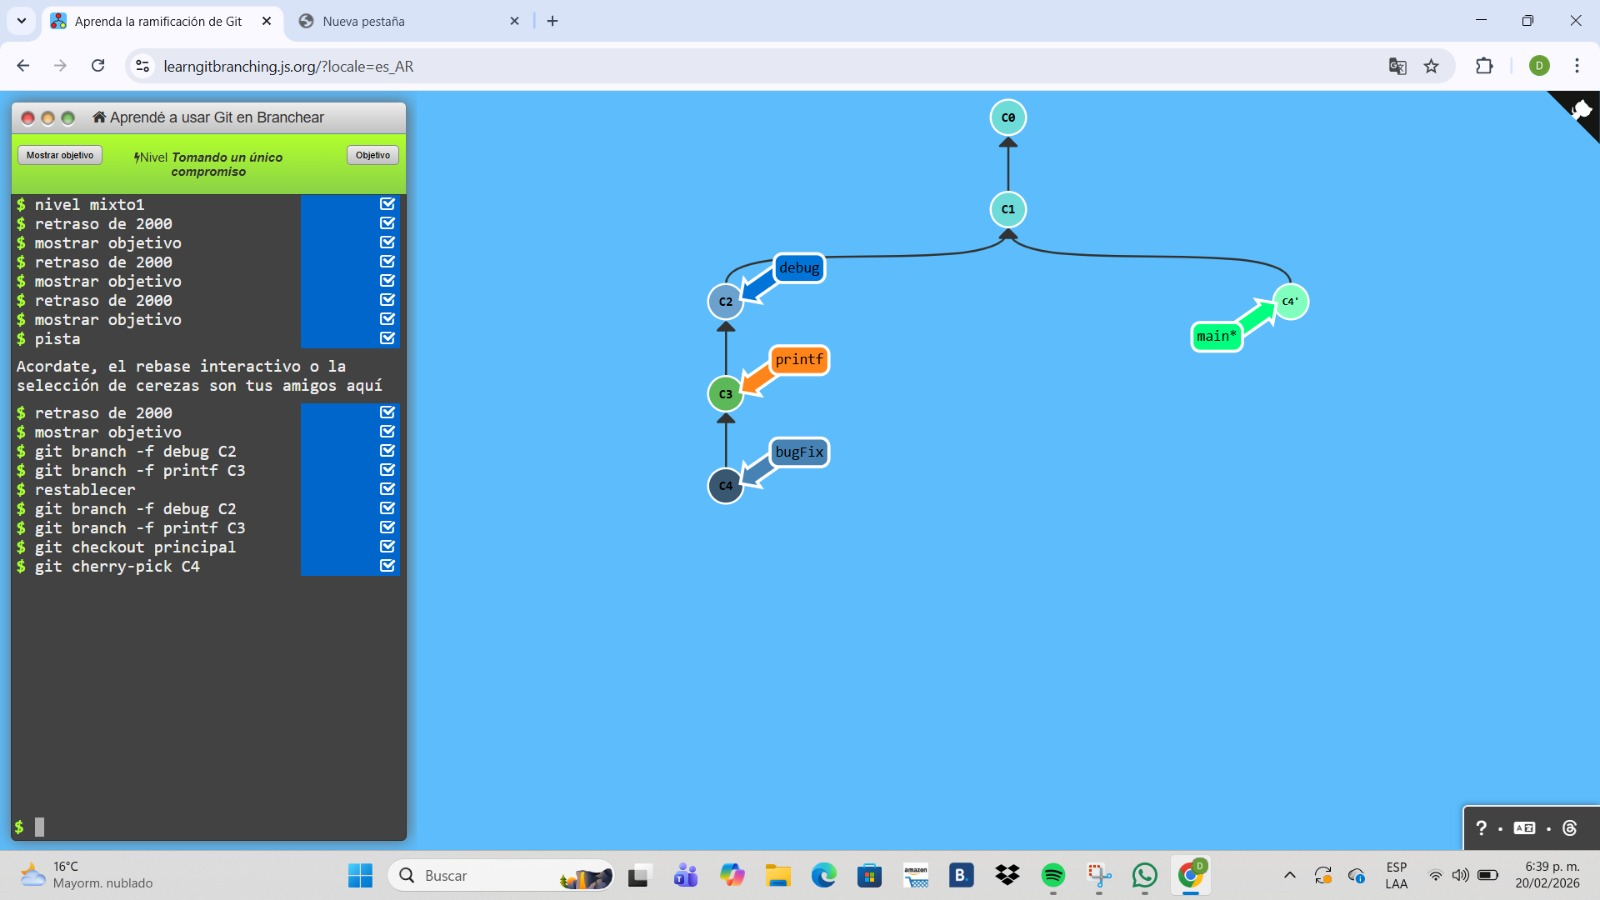 Aprenda la ramificación de Git
Nueva pestaña
learngitbranching.js.org/?locale=es_AR
D
Aprendé a usar Git en Branchear
Mostrar objetivo
Nivel Tomando un único
compromiso
Objetivo
$ nivel mixto1
$ retraso de 2000
$ mostrar objetivo
$ retraso de 2000
$ mostrar objetivo
$ retraso de 2000
$ mostrar objetivo
$ pista
Acordate, el rebase interactivo o la
selección de cerezas son tus amigos aquí
$ retraso de 2000
$ mostrar objetivo
$ git branch -f debug C2
$ git branch -f printf C3
$ restablecer
$ git branch -f debug C2
$ git branch -f printf C3
$ git checkout principal
$ git cherry-pick C4
$
C0
C1
debug
C2
C4'
main*
printf
C3
bugFix
C4
?
16°C
Mayorm. nublado
Buscar
amazon
B.
D
ESP
LAA
6:39 p. m.
20/02/2026